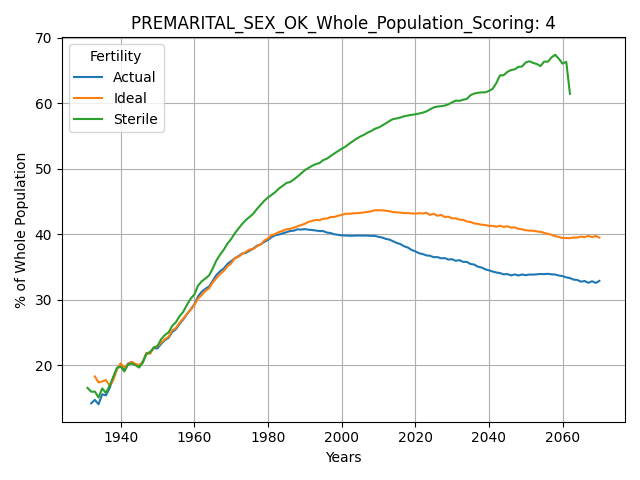 PREMARITAL_SEX_OK_Whole_Population_Scoring: 4
Fertility
Actual
Ideal
Sterile
% of Whole Population
70
60
50
40
30
20
1940 1960 1980 2000 2020 2040 2060
Years